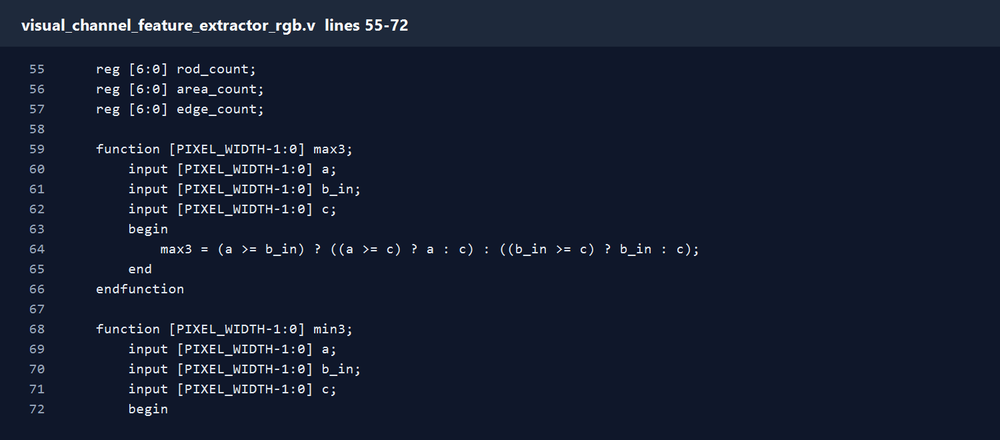 visual_channel_feature_extractor_rgb.v  lines 55-72
55      reg [6:0] rod_count;
56      reg [6:0] area_count;
57      reg [6:0] edge_count;
58
59      function [PIXEL_WIDTH-1:0] max3;
60          input [PIXEL_WIDTH-1:0] a;
61          input [PIXEL_WIDTH-1:0] b_in;
62          input [PIXEL_WIDTH-1:0] c;
63          begin
64              max3 = (a >= b_in) ? ((a >= c) ? a : c) : ((b_in >= c) ? b_in : c);
65          end
66      endfunction
67
68      function [PIXEL_WIDTH-1:0] min3;
69          input [PIXEL_WIDTH-1:0] a;
70          input [PIXEL_WIDTH-1:0] b_in;
71          input [PIXEL_WIDTH-1:0] c;
72          begin